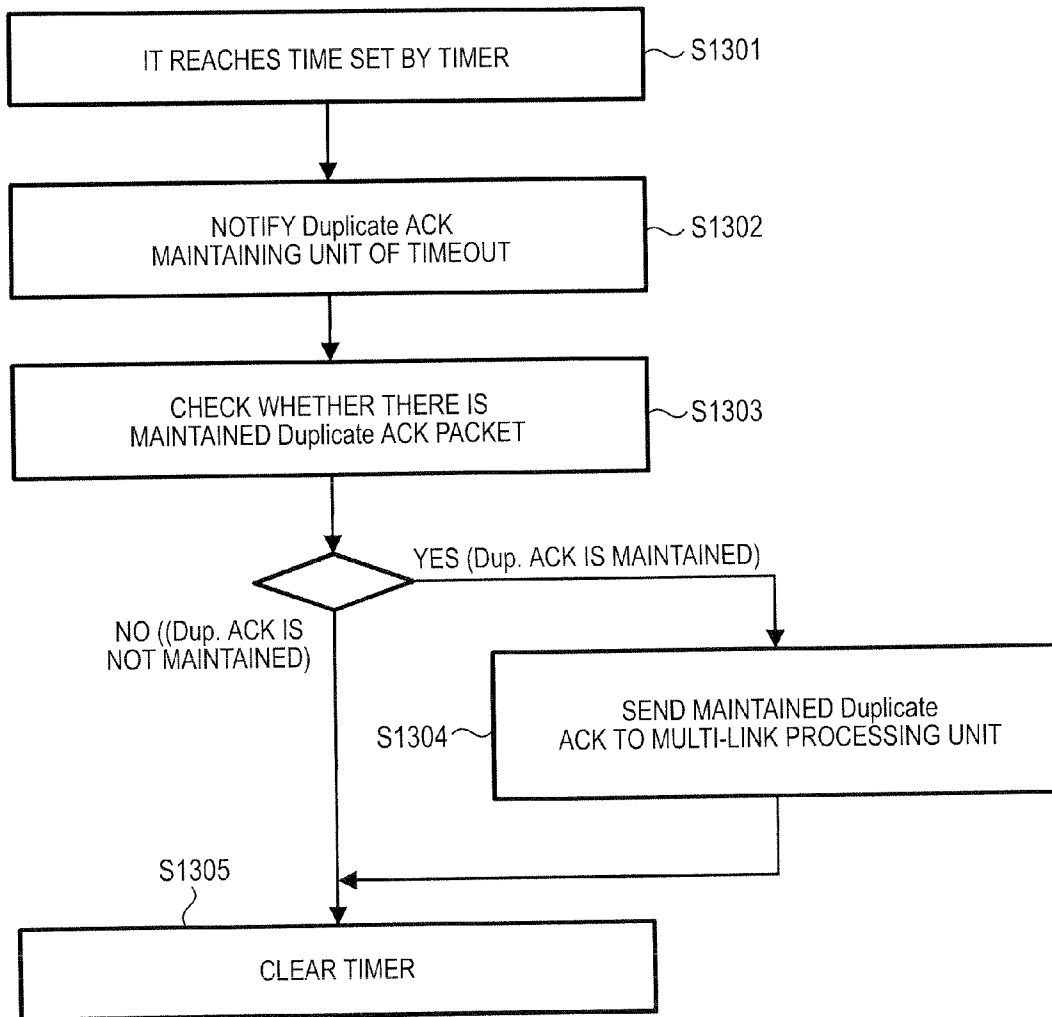 IT REACHES TIME SET BY TIMER
S1301
NOTIFY Duplicate ACK
MAINTAINING UNIT OF TIMEOUT
S1302
CHECK WHETHER THERE IS
MAINTAINED Duplicate ACK PACKET
S1303
YES (Dup. ACK IS MAINTAINED)
NO ((Dup. ACK IS
NOT MAINTAINED)
SEND MAINTAINED Duplicate
ACK TO MULTI-LINK PROCESSING UNIT
S1304
S1305
CLEAR TIMER